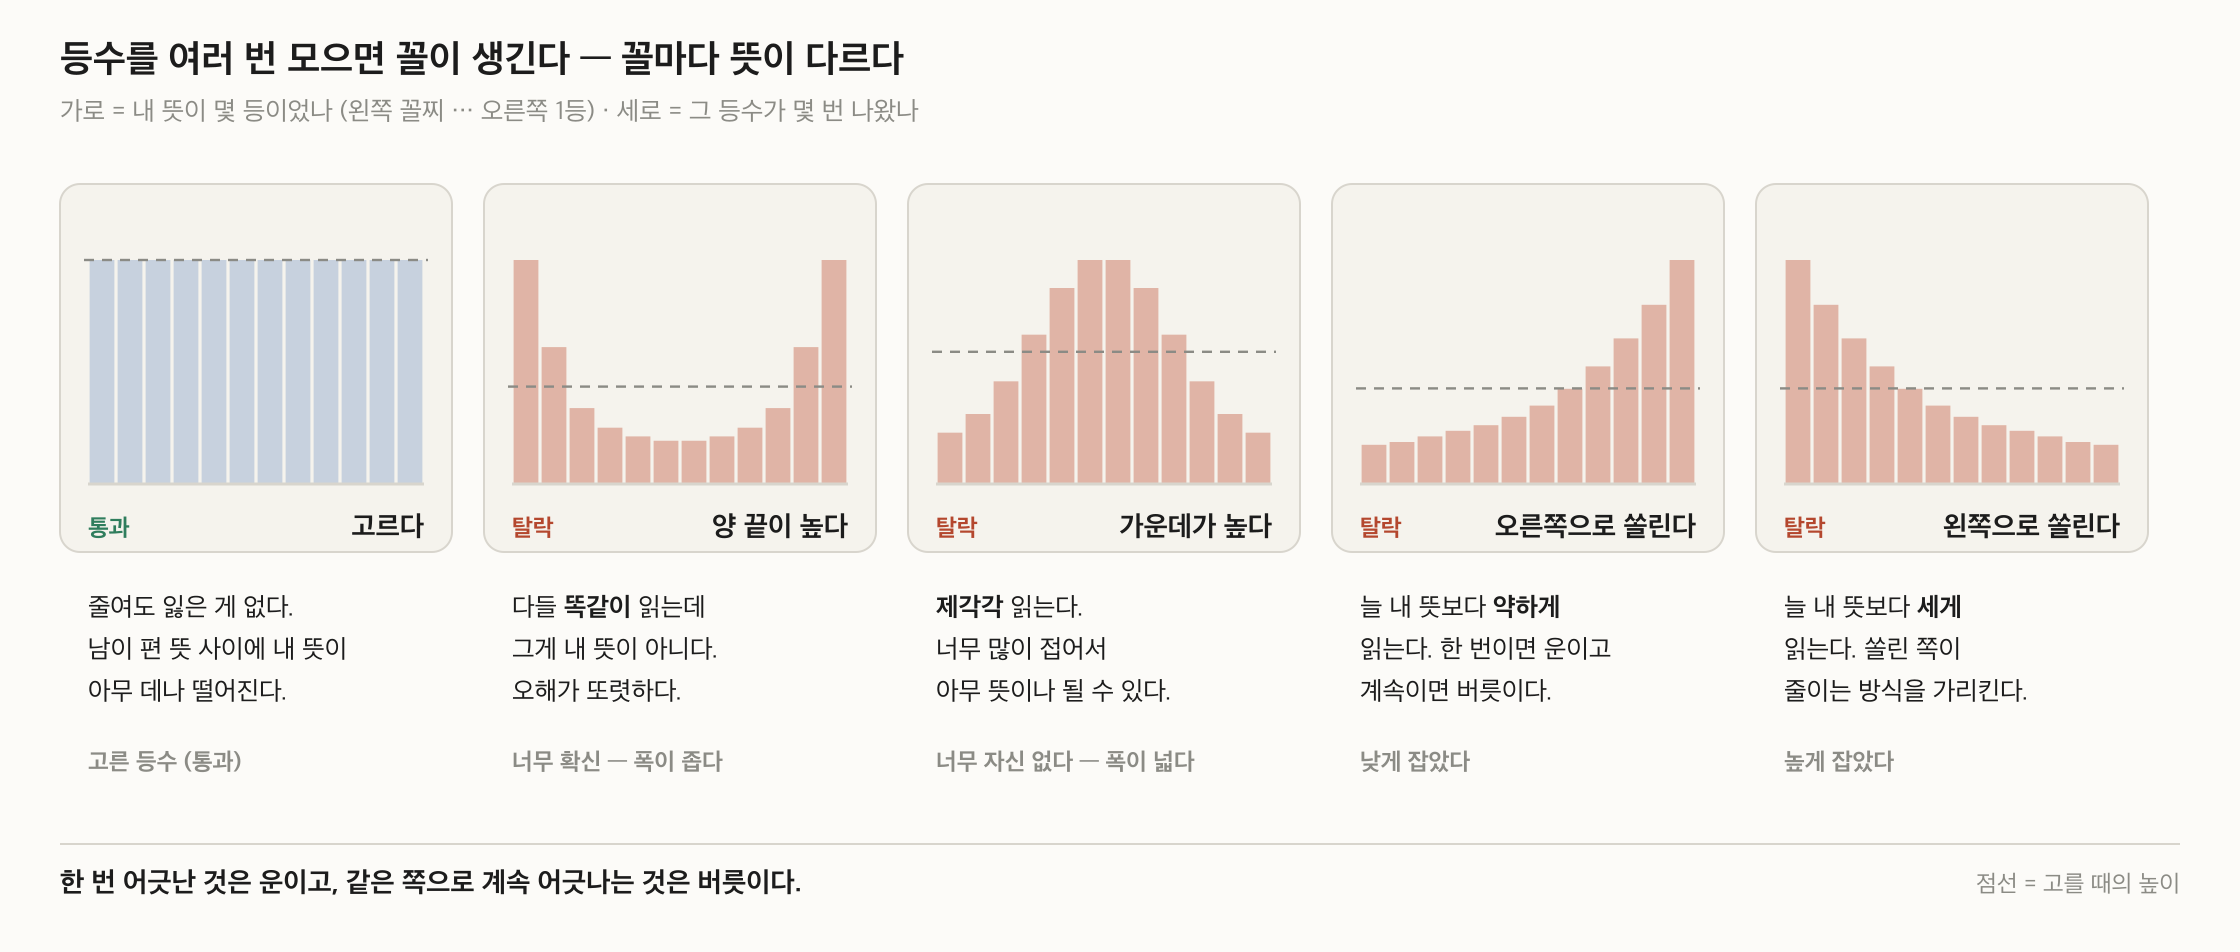 등수를 여러 번 모으면 꼴이 생긴다 — 꼴마다 뜻이 다르다
가로 = 내 뜻이 몇 등이었나 (왼쪽 꼴찌 ⋯ 오른쪽 1등) · 세로 = 그 등수가 몇 번 나왔나
통과 고르다
줄여도 잃은 게 없다.
남이 편 뜻 사이에 내 뜻이
아무 데나 떨어진다.
고른 등수 (통과)
탈락 양 끝이 높다
다들 똑같이 읽는데
그게 내 뜻이 아니다.
오해가 또렷하다.
너무 확신 — 폭이 좁다
탈락 가운데가 높다
제각각 읽는다.
너무 많이 접어서
아무 뜻이나 될 수 있다.
너무 자신 없다 — 폭이 넓다
탈락 오른쪽으로 쏠린다
늘 내 뜻보다 약하게
읽는다. 한 번이면 운이고
계속이면 버릇이다.
낮게 잡았다
탈락 왼쪽으로 쏠린다
늘 내 뜻보다 세게
읽는다. 쏠린 쪽이
줄이는 방식을 가리킨다.
높게 잡았다
한 번 어긋난 것은 운이고, 같은 쪽으로 계속 어긋나는 것은 버릇이다.
점선 = 고를 때의 높이